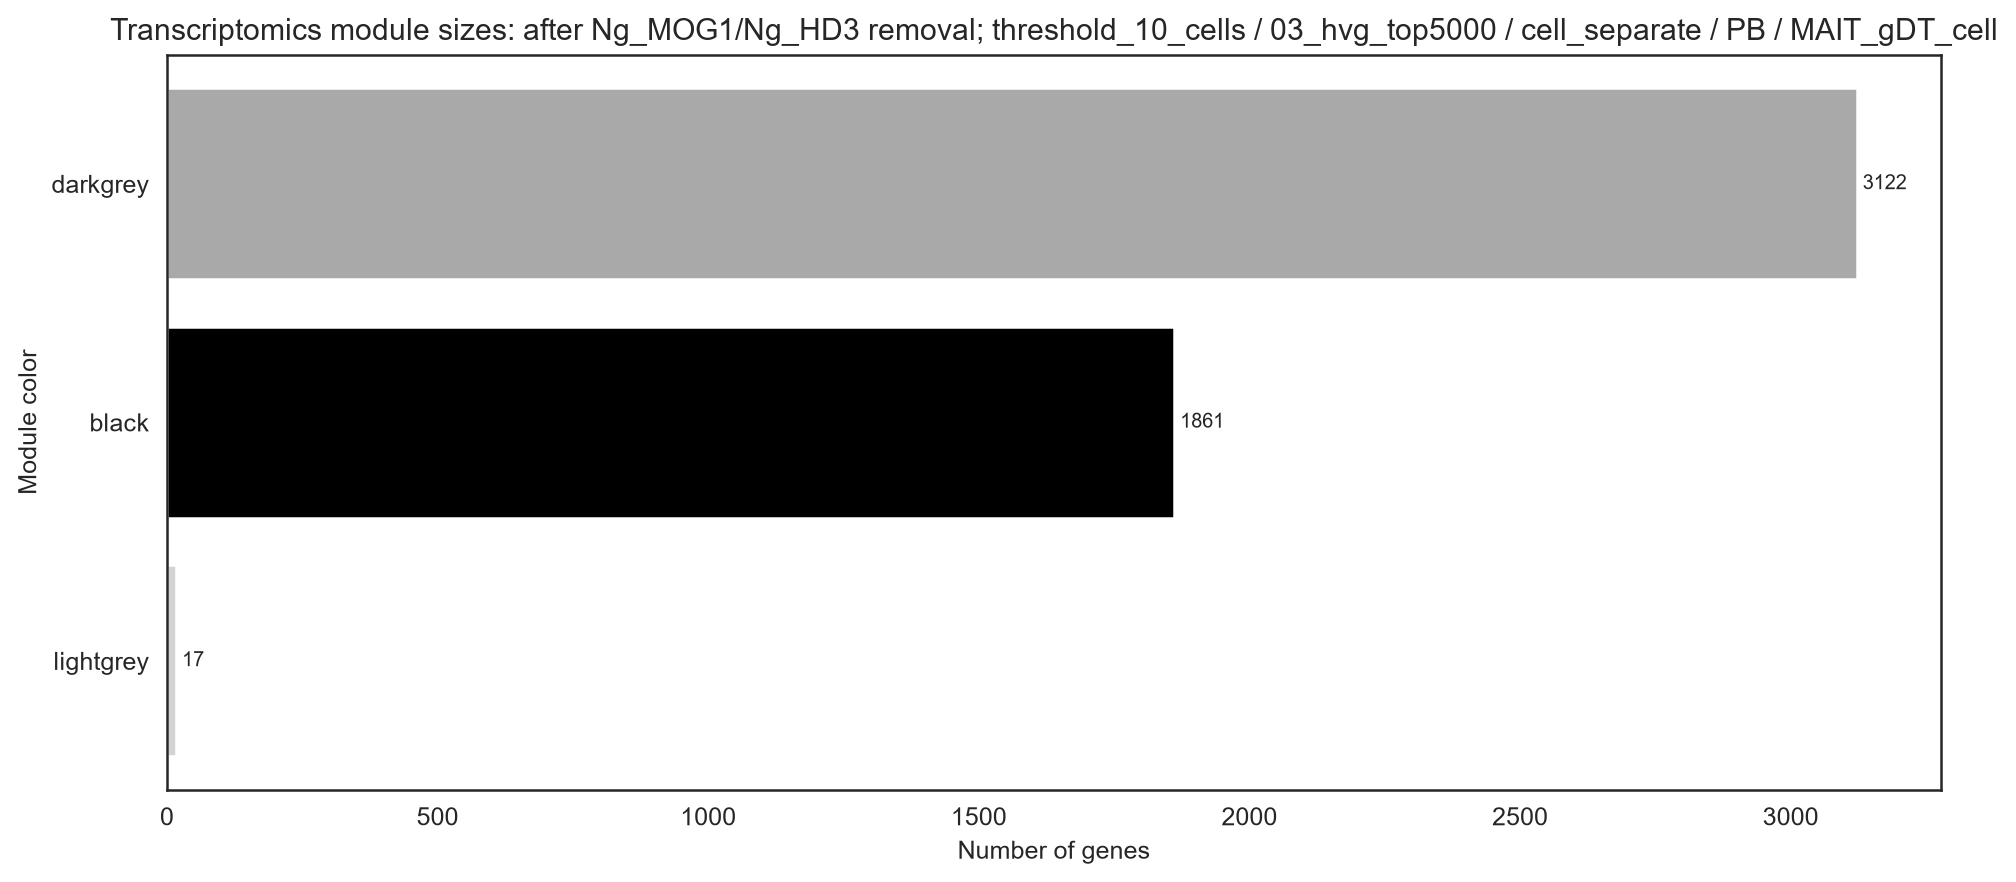 Transcriptomics module sizes: after Ng_MOG1/Ng_HD3 removal; threshold_10_cells / 03_hvg_top5000 / cell_separate / PB / MAIT_gDT_cell
Module color
darkgrey
3122
black
1861
lightgrey
17
0 500 1000 1500 2000 2500 3000
Number of genes